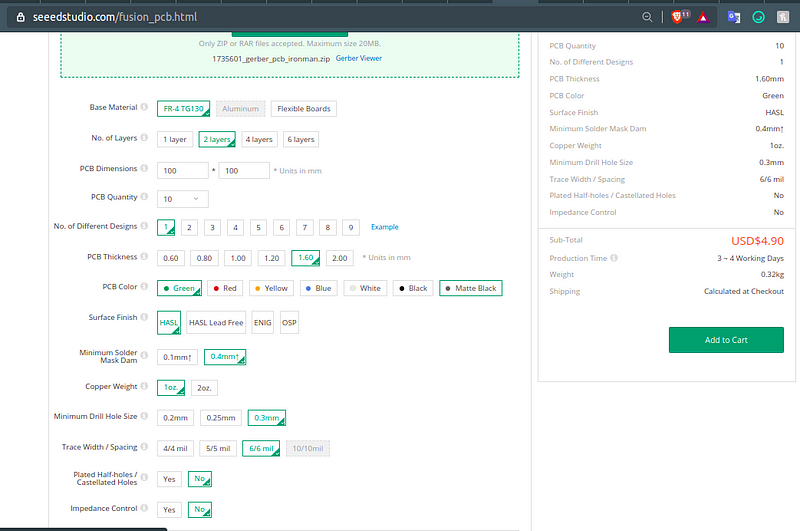 seeedstudio.com/fusion_pcb.html
11
Only ZIP or RAR files accepted. Maximum size 20MB.
1735601_gerber_pcb_ironman.zip Gerber Viewer
Base Material FR-4 TG130 Aluminum Flexible Boards
No. of Layers 1 layer 2 layers 4 layers 6 layers
PCB Dimensions 100 * 100 * Units in mm
PCB Quantity 10
No. of Different Designs 1 2 3 4 5 6 7 8 9 Example
PCB Thickness 0.60 0.80 1.00 1.20 1.60 2.00 * Units in mm
PCB Color Green Red Yellow Blue White Black Matte Black
Surface Finish HASL HASL Lead Free ENIG OSP
Minimum Solder
Mask Dam 0.1mm↑ 0.4mm↑
Copper Weight 1oz. 2oz.
Minimum Drill Hole Size 0.2mm 0.25mm 0.3mm
Trace Width / Spacing 4/4 mil 5/5 mil 6/6 mil 10/10mil
Plated Half-holes /
Castellated Holes Yes No
Impedance Control Yes No
PCB Quantity 10
No. of Different Designs 1
PCB Thickness 1.60mm
PCB Color Green
Surface Finish HASL
Minimum Solder Mask Dam 0.4mm↑
Copper Weight 1oz.
Minimum Drill Hole Size 0.3mm
Trace Width / Spacing 6/6 mil
Plated Half-holes / Castellated Holes No
Impedance Control No
Sub-Total USD$4.90
Production Time 3 ~ 4 Working Days
Weight 0.32kg
Shipping Calculated at Checkout
Add to Cart